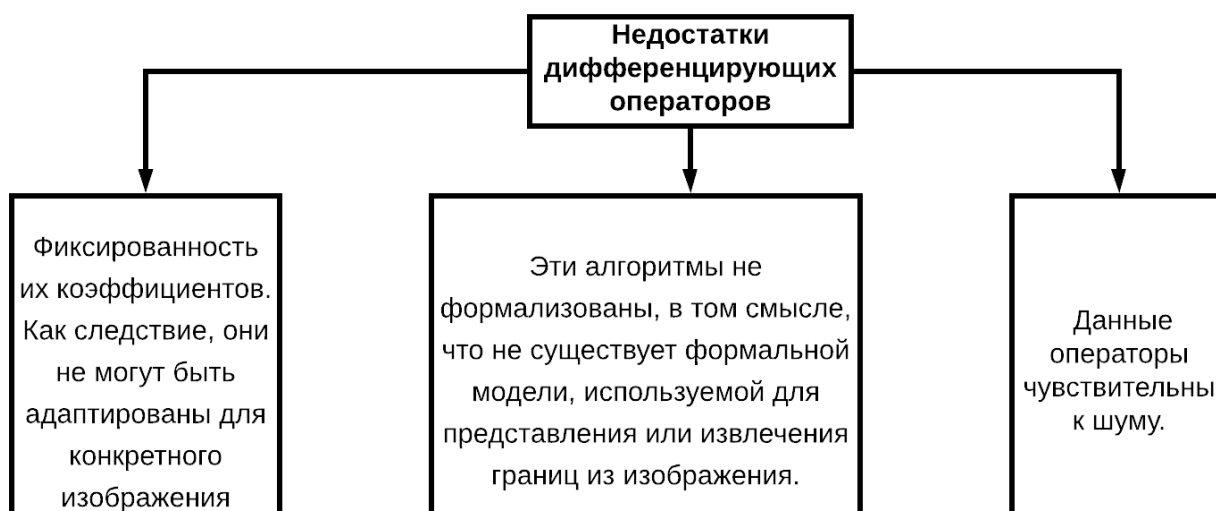 Недостатки
дифференцирующих
операторов
Фиксированность
их коэффициентов.
Как следствие, они
не могут быть
адаптированы для
конкретного
изображения
Эти алгоритмы не
формализованы, в том смысле,
что не существует формальной
модели, используемой для
представления или извлечения
границ из изображения.
Данные
операторы
чувствительны
к шуму.